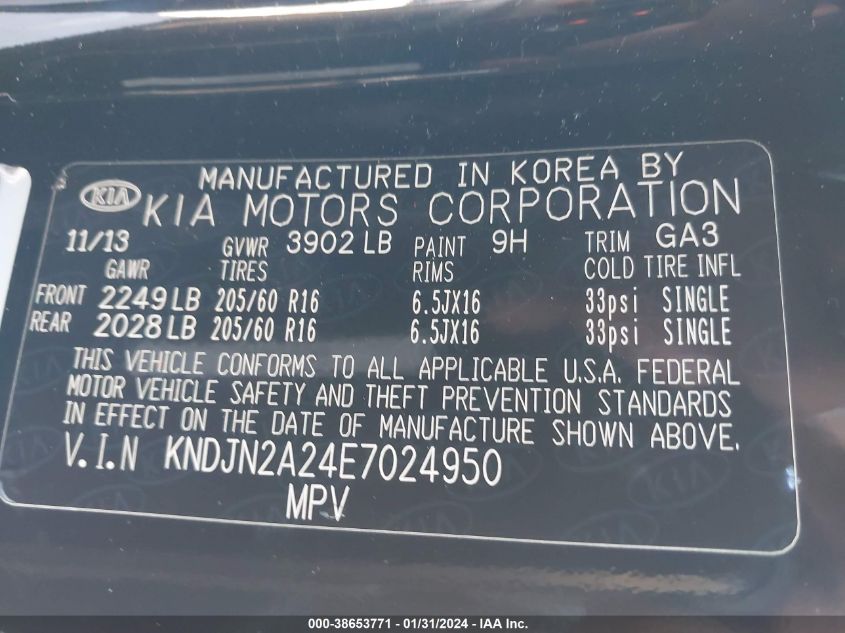 KIA
MANUFACTURED IN KOREA BY
KIA MOTORS CORPORATION
11/13 GVWR 3902 LB PAINT 9H TRIM GA3
GAWR TIRES RIMS COLD TIRE INFL
FRONT 2249 LB 205/60 R16 6.5JX16 33psi SINGLE
REAR 2028 LB 205/60 R16 6.5JX16 33psi SINGLE
THIS VEHICLE CONFORMS TO ALL APPLICABLE U.S.A. FEDERAL
MOTOR VEHICLE SAFETY AND THEFT PREVENTION STANDARDS
IN EFFECT ON THE DATE OF MANUFACTURE SHOWN ABOVE.
V.I.N KNDJN2A24E7024950
MPV
000-38653771 - 01/31/2024 - IAA Inc.